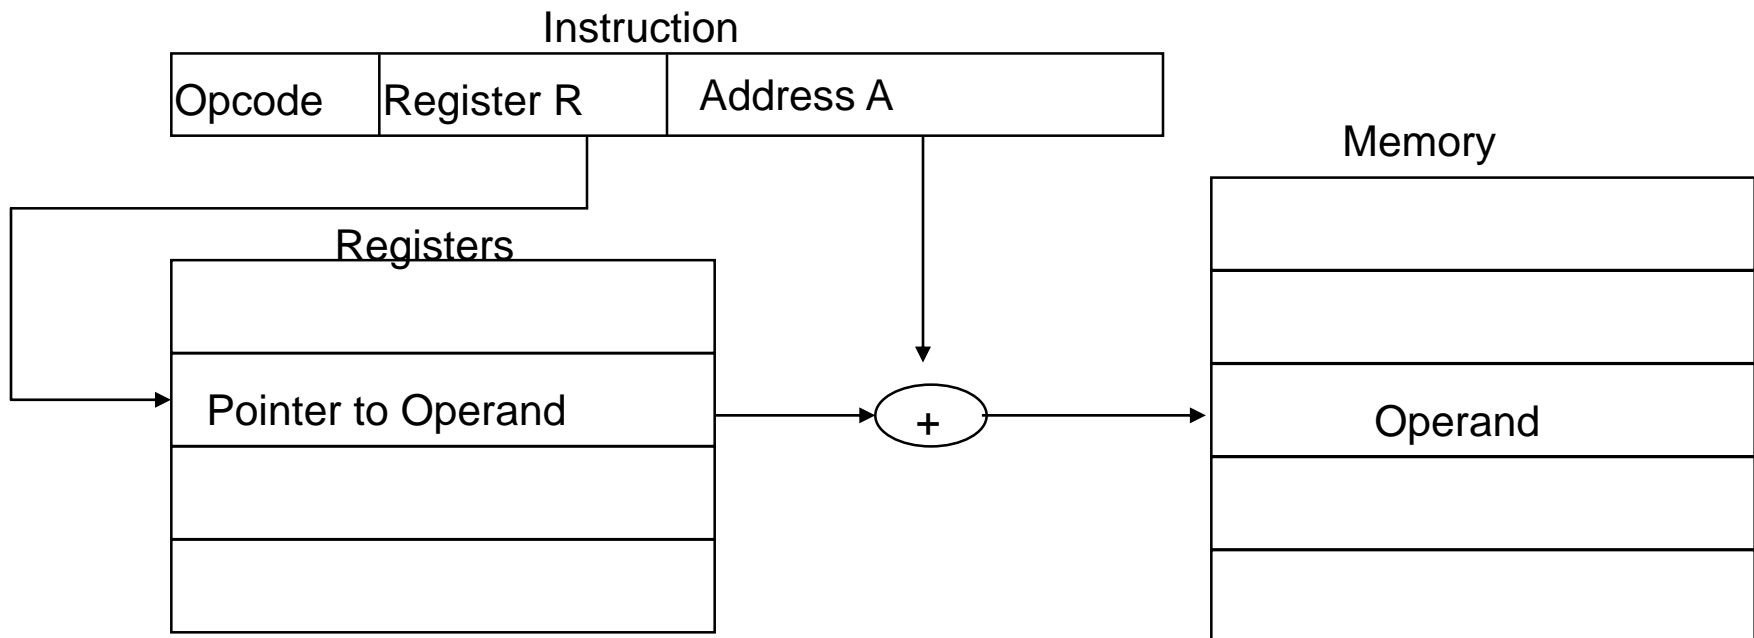 Instruction
Opcode Register R Address A
Memory
Registers
Pointer to Operand + Operand